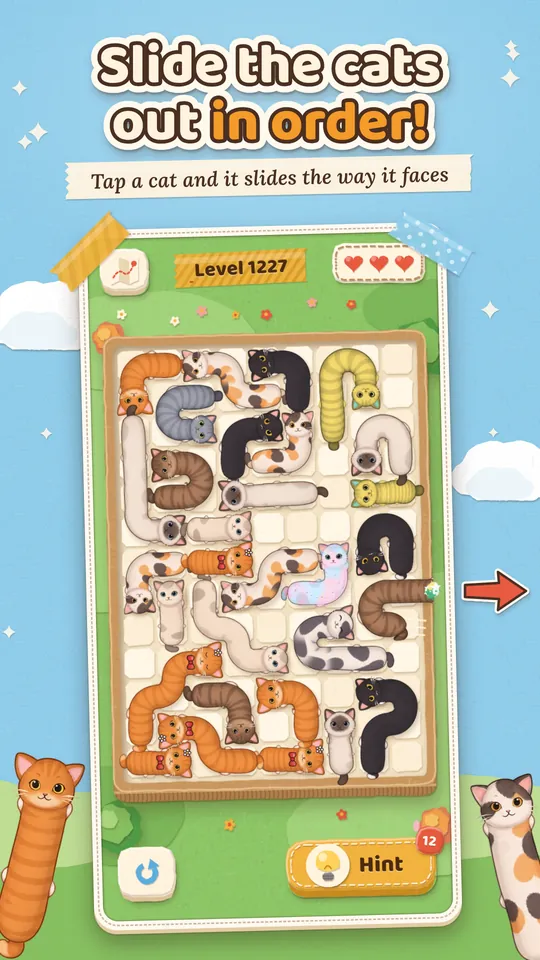 Slide the cats
out in order!
Tap a cat and it slides the way it faces
Level 1227
12
Hint